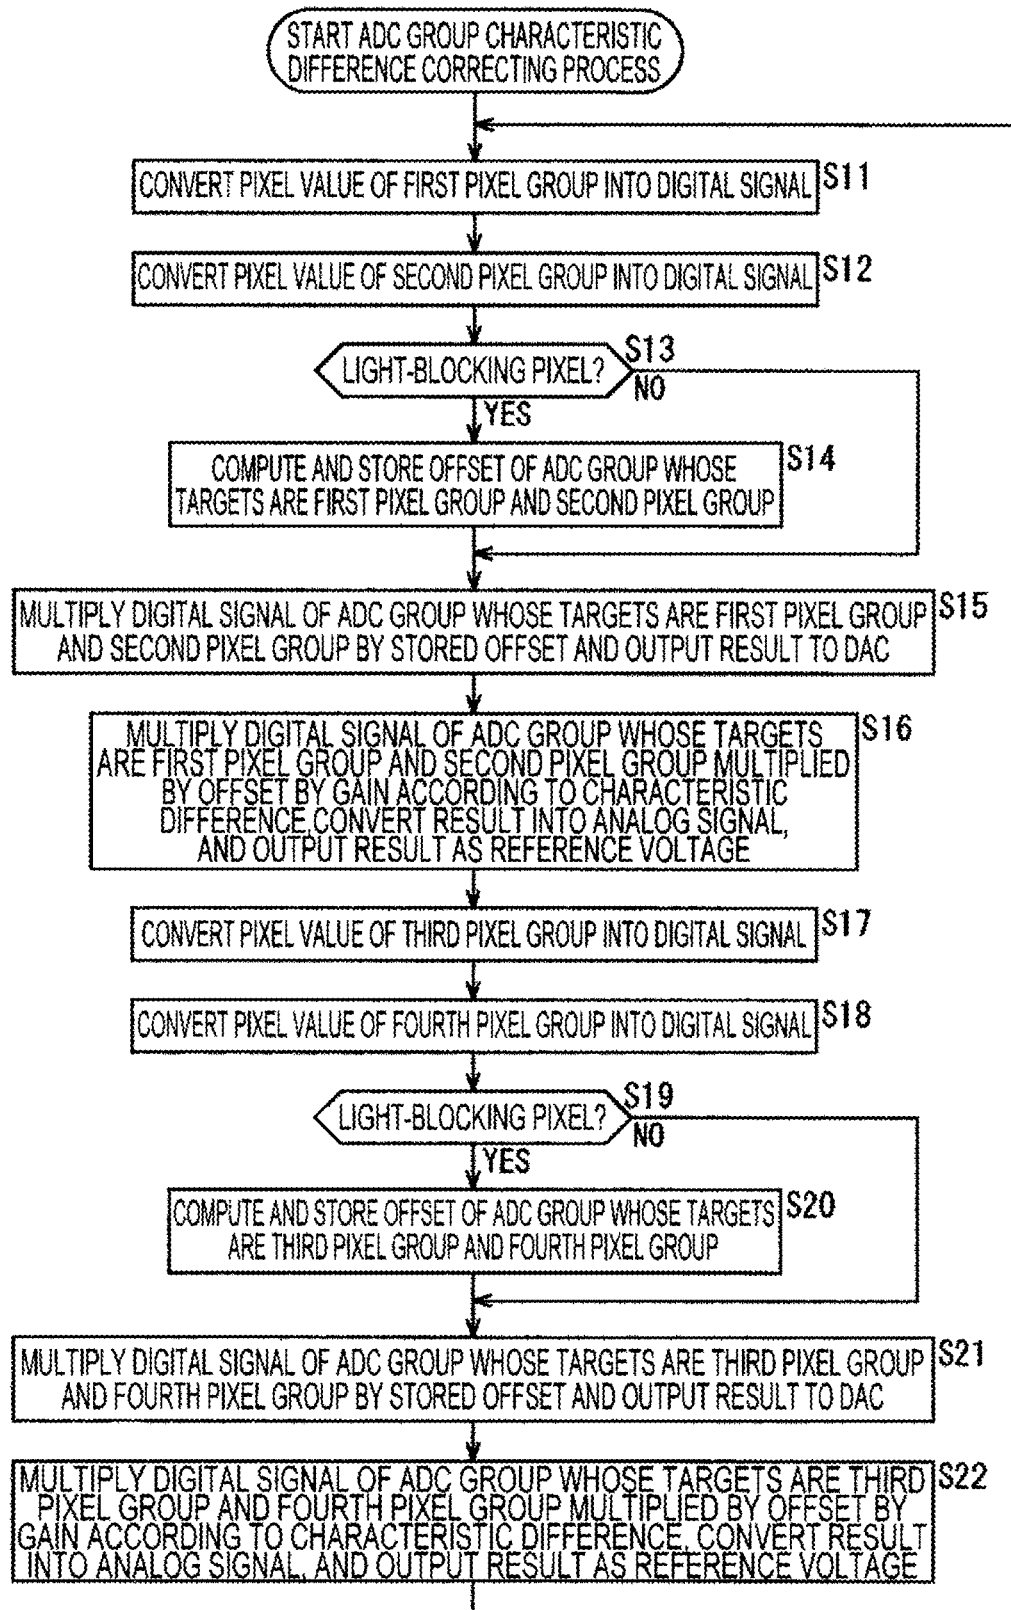 START ADC GROUP CHARACTERISTIC
DIFFERENCE CORRECTING PROCESS
CONVERT PIXEL VALUE OF FIRST PIXEL GROUP INTO DIGITAL SIGNAL
S11
CONVERT PIXEL VALUE OF SECOND PIXEL GROUP INTO DIGITAL SIGNAL
S12
LIGHT-BLOCKING PIXEL?
S13
NO
YES
COMPUTE AND STORE OFFSET OF ADC GROUP WHOSE
TARGETS ARE FIRST PIXEL GROUP AND SECOND PIXEL GROUP
S14
MULTIPLY DIGITAL SIGNAL OF ADC GROUP WHOSE TARGETS ARE FIRST PIXEL GROUP
AND SECOND PIXEL GROUP BY STORED OFFSET AND OUTPUT RESULT TO DAC
S15
MULTIPLY DIGITAL SIGNAL OF ADC GROUP WHOSE TARGETS
ARE FIRST PIXEL GROUP AND SECOND PIXEL GROUP MULTIPLIED
BY OFFSET BY GAIN ACCORDING TO CHARACTERISTIC
DIFFERENCE,CONVERT RESULT INTO ANALOG SIGNAL,
AND OUTPUT RESULT AS REFERENCE VOLTAGE
S16
CONVERT PIXEL VALUE OF THIRD PIXEL GROUP INTO DIGITAL SIGNAL
S17
CONVERT PIXEL VALUE OF FOURTH PIXEL GROUP INTO DIGITAL SIGNAL
S18
LIGHT-BLOCKING PIXEL?
S19
NO
YES
COMPUTE AND STORE OFFSET OF ADC GROUP WHOSE TARGETS
ARE THIRD PIXEL GROUP AND FOURTH PIXEL GROUP
S20
MULTIPLY DIGITAL SIGNAL OF ADC GROUP WHOSE TARGETS ARE THIRD PIXEL GROUP
AND FOURTH PIXEL GROUP BY STORED OFFSET AND OUTPUT RESULT TO DAC
S21
MULTIPLY DIGITAL SIGNAL OF ADC GROUP WHOSE TARGETS ARE THIRD
PIXEL GROUP AND FOURTH PIXEL GROUP MULTIPLIED BY OFFSET BY
GAIN ACCORDING TO CHARACTERISTIC DIFFERENCE, CONVERT RESULT
INTO ANALOG SIGNAL, AND OUTPUT RESULT AS REFERENCE VOLTAGE
S22